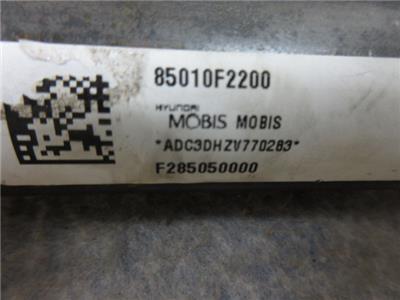 85010F2200
HYUNDAI
MOBIS MOBIS
*ADC3DHZV770283*
F285050000